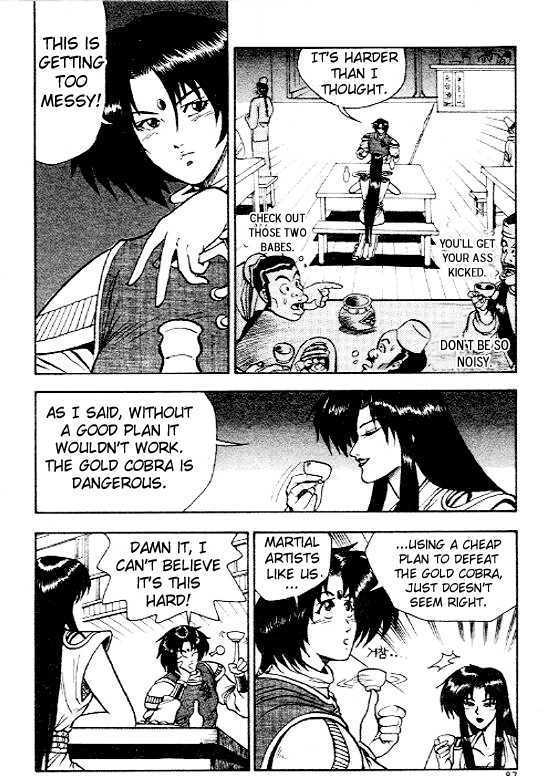 THIS IS
GETTING
TOO
MESSY!
IT'S HARDER
THAN I
THOUGHT.
CHECK OUT
THOSE TWO
BABES.
YOU'LL GET
YOUR ASS
KICKED.
DON'T BE SO
NOISY.
AS I SAID, WITHOUT
A GOOD PLAN IT
WOULDN'T WORK.
THE GOLD COBRA IS
DANGEROUS.
DAMN IT, I
CAN'T BELIEVE
IT'S THIS
HARD!
MARTIAL
ARTISTS
LIKE US
...
...USING A CHEAP
PLAN TO DEFEAT
THE GOLD COBRA,
JUST DOESN'T
SEEM RIGHT.
참...
87